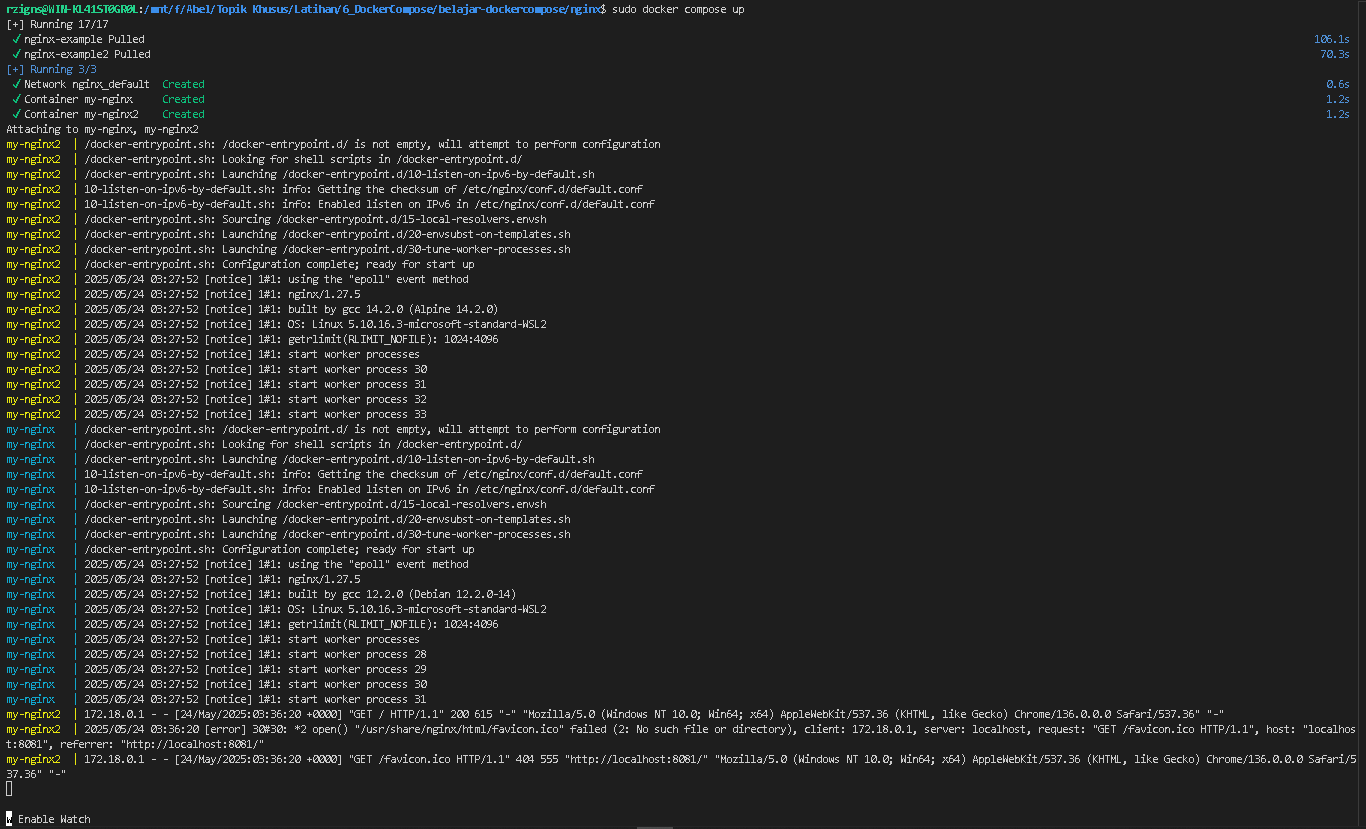 rzigns@WIN-KL41ST0GR0L:/mnt/f/Abel/Topik Khusus/Latihan/6_DockerCompose/belajar-dockercompose/nginx$ sudo docker compose up
[+] Running 17/17
✓ nginx-example Pulled 106.1s
✓ nginx-example2 Pulled 70.3s
[+] Running 3/3
✓ Network nginx_default Created 0.6s
✓ Container my-nginx Created 1.2s
✓ Container my-nginx2 Created 1.2s
Attaching to my-nginx, my-nginx2
my-nginx2 | /docker-entrypoint.sh: /docker-entrypoint.d/ is not empty, will attempt to perform configuration
my-nginx2 | /docker-entrypoint.sh: Looking for shell scripts in /docker-entrypoint.d/
my-nginx2 | /docker-entrypoint.sh: Launching /docker-entrypoint.d/10-listen-on-ipv6-by-default.sh
my-nginx2 | 10-listen-on-ipv6-by-default.sh: info: Getting the checksum of /etc/nginx/conf.d/default.conf
my-nginx2 | 10-listen-on-ipv6-by-default.sh: info: Enabled listen on IPv6 in /etc/nginx/conf.d/default.conf
my-nginx2 | /docker-entrypoint.sh: Sourcing /docker-entrypoint.d/15-local-resolvers.envsh
my-nginx2 | /docker-entrypoint.sh: Launching /docker-entrypoint.d/20-envsubst-on-templates.sh
my-nginx2 | /docker-entrypoint.sh: Launching /docker-entrypoint.d/30-tune-worker-processes.sh
my-nginx2 | /docker-entrypoint.sh: Configuration complete; ready for start up
my-nginx2 | 2025/05/24 03:27:52 [notice] 1#1: using the "epoll" event method
my-nginx2 | 2025/05/24 03:27:52 [notice] 1#1: nginx/1.27.5
my-nginx2 | 2025/05/24 03:27:52 [notice] 1#1: built by gcc 14.2.0 (Alpine 14.2.0)
my-nginx2 | 2025/05/24 03:27:52 [notice] 1#1: OS: Linux 5.10.16.3-microsoft-standard-WSL2
my-nginx2 | 2025/05/24 03:27:52 [notice] 1#1: getrlimit(RLIMIT_NOFILE): 1024:4096
my-nginx2 | 2025/05/24 03:27:52 [notice] 1#1: start worker processes
my-nginx2 | 2025/05/24 03:27:52 [notice] 1#1: start worker process 30
my-nginx2 | 2025/05/24 03:27:52 [notice] 1#1: start worker process 31
my-nginx2 | 2025/05/24 03:27:52 [notice] 1#1: start worker process 32
my-nginx2 | 2025/05/24 03:27:52 [notice] 1#1: start worker process 33
my-nginx | /docker-entrypoint.sh: /docker-entrypoint.d/ is not empty, will attempt to perform configuration
my-nginx | /docker-entrypoint.sh: Looking for shell scripts in /docker-entrypoint.d/
my-nginx | /docker-entrypoint.sh: Launching /docker-entrypoint.d/10-listen-on-ipv6-by-default.sh
my-nginx | 10-listen-on-ipv6-by-default.sh: info: Getting the checksum of /etc/nginx/conf.d/default.conf
my-nginx | 10-listen-on-ipv6-by-default.sh: info: Enabled listen on IPv6 in /etc/nginx/conf.d/default.conf
my-nginx | /docker-entrypoint.sh: Sourcing /docker-entrypoint.d/15-local-resolvers.envsh
my-nginx | /docker-entrypoint.sh: Launching /docker-entrypoint.d/20-envsubst-on-templates.sh
my-nginx | /docker-entrypoint.sh: Launching /docker-entrypoint.d/30-tune-worker-processes.sh
my-nginx | /docker-entrypoint.sh: Configuration complete; ready for start up
my-nginx | 2025/05/24 03:27:52 [notice] 1#1: using the "epoll" event method
my-nginx | 2025/05/24 03:27:52 [notice] 1#1: nginx/1.27.5
my-nginx | 2025/05/24 03:27:52 [notice] 1#1: built by gcc 12.2.0 (Debian 12.2.0-14)
my-nginx | 2025/05/24 03:27:52 [notice] 1#1: OS: Linux 5.10.16.3-microsoft-standard-WSL2
my-nginx | 2025/05/24 03:27:52 [notice] 1#1: getrlimit(RLIMIT_NOFILE): 1024:4096
my-nginx | 2025/05/24 03:27:52 [notice] 1#1: start worker processes
my-nginx | 2025/05/24 03:27:52 [notice] 1#1: start worker process 28
my-nginx | 2025/05/24 03:27:52 [notice] 1#1: start worker process 29
my-nginx | 2025/05/24 03:27:52 [notice] 1#1: start worker process 30
my-nginx | 2025/05/24 03:27:52 [notice] 1#1: start worker process 31
my-nginx2 | 172.18.0.1 - - [24/May/2025:03:36:20 +0000] "GET / HTTP/1.1" 200 615 "-" "Mozilla/5.0 (Windows NT 10.0; Win64; x64) AppleWebKit/537.36 (KHTML, like Gecko) Chrome/136.0.0.0 Safari/537.36" "-"
my-nginx2 | 2025/05/24 03:36:20 [error] 30#30: *2 open() "/usr/share/nginx/html/favicon.ico" failed (2: No such file or directory), client: 172.18.0.1, server: localhost, request: "GET /favicon.ico HTTP/1.1", host: "localhos
t:8081", referrer: "http://localhost:8081/"
my-nginx2 | 172.18.0.1 - - [24/May/2025:03:36:20 +0000] "GET /favicon.ico HTTP/1.1" 404 555 "http://localhost:8081/" "Mozilla/5.0 (Windows NT 10.0; Win64; x64) AppleWebKit/537.36 (KHTML, like Gecko) Chrome/136.0.0.0 Safari/5
37.36" "-"
w Enable Watch